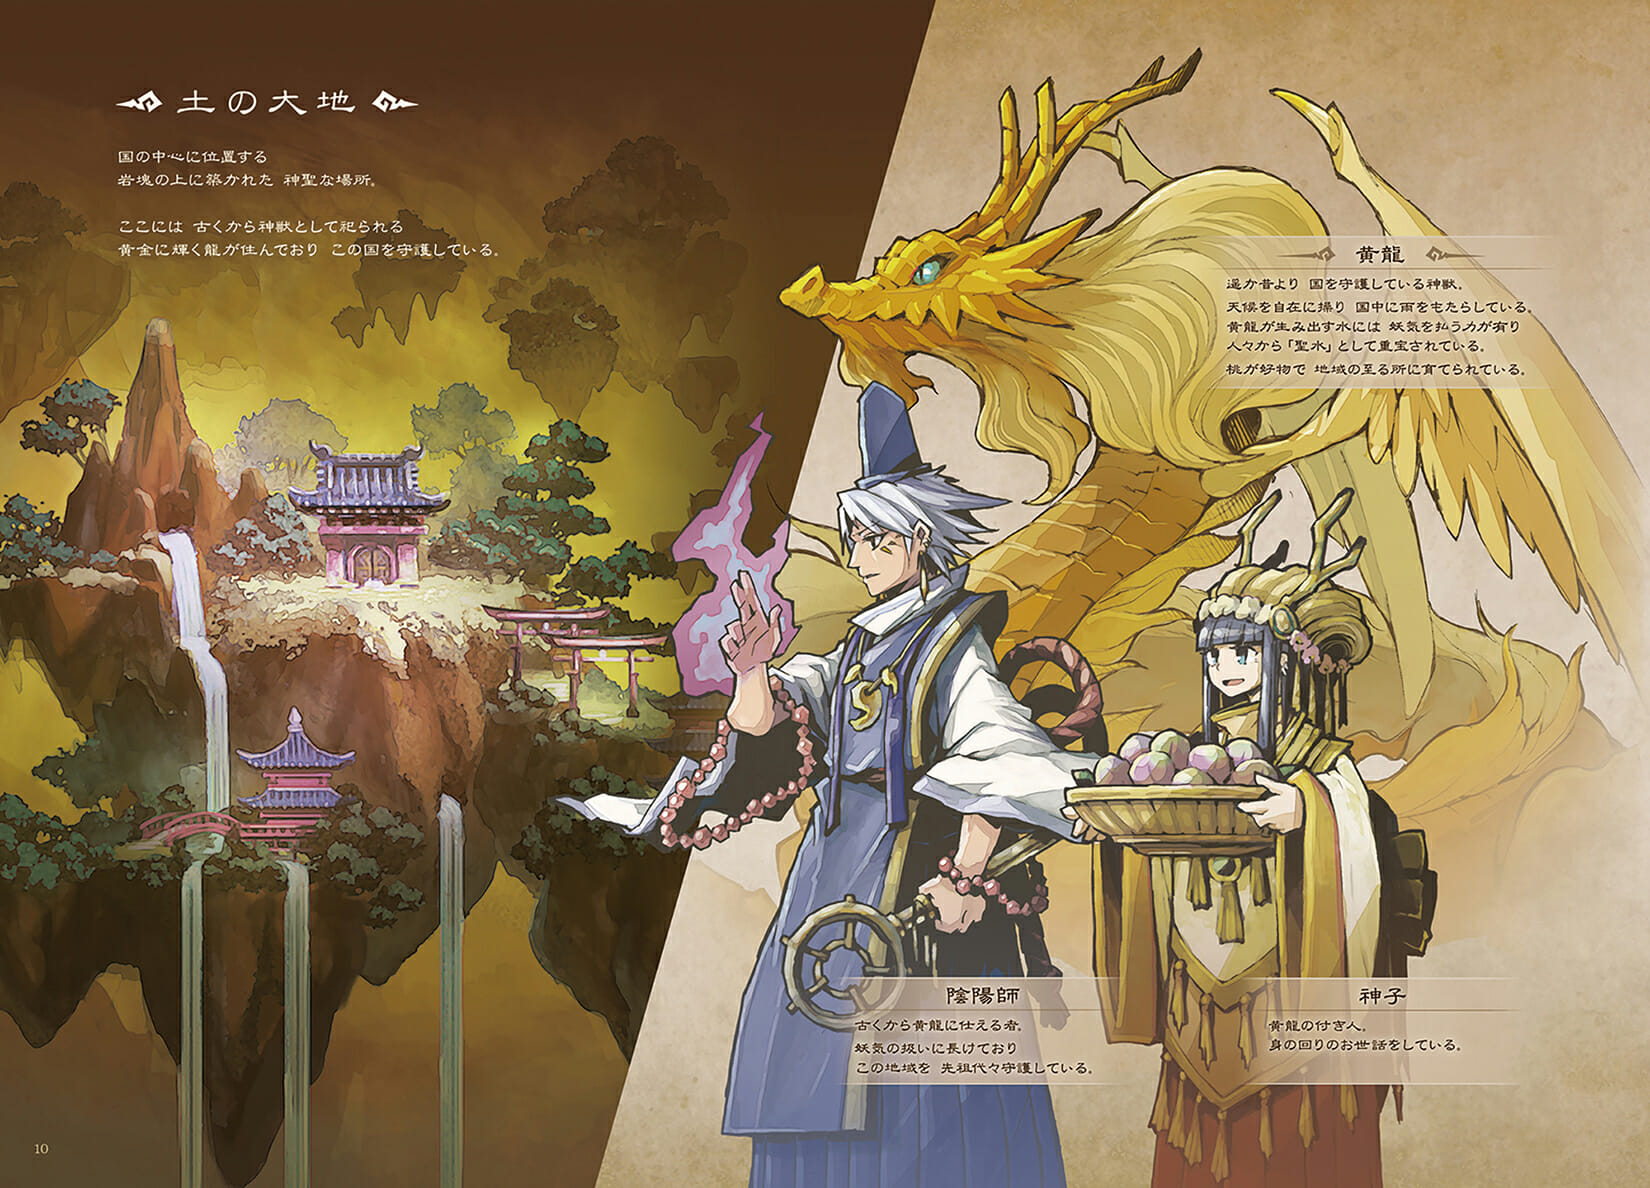 土の大地
国の中心に位置する
岩塊の上に築かれた 神聖な場所。
ここには 古くから神獣として祀られる
黄金に輝く龍が住んでおり この国を守護している。
黄龍
遥か昔より 国を守護している神獣。
天候を自在に操り 国中に雨をもたらしている。
黄龍が生み出す水には 妖気を払う力が有り
人々から「聖水」として重宝されている。
桃が好物で 地域の至る所に育てられている。
陰陽師
古くから黄龍に仕える者。
妖気の扱いに長けており
この地域を 先祖代々守護している。
神子
黄龍の付き人。
身の回りのお世話をしている。
10